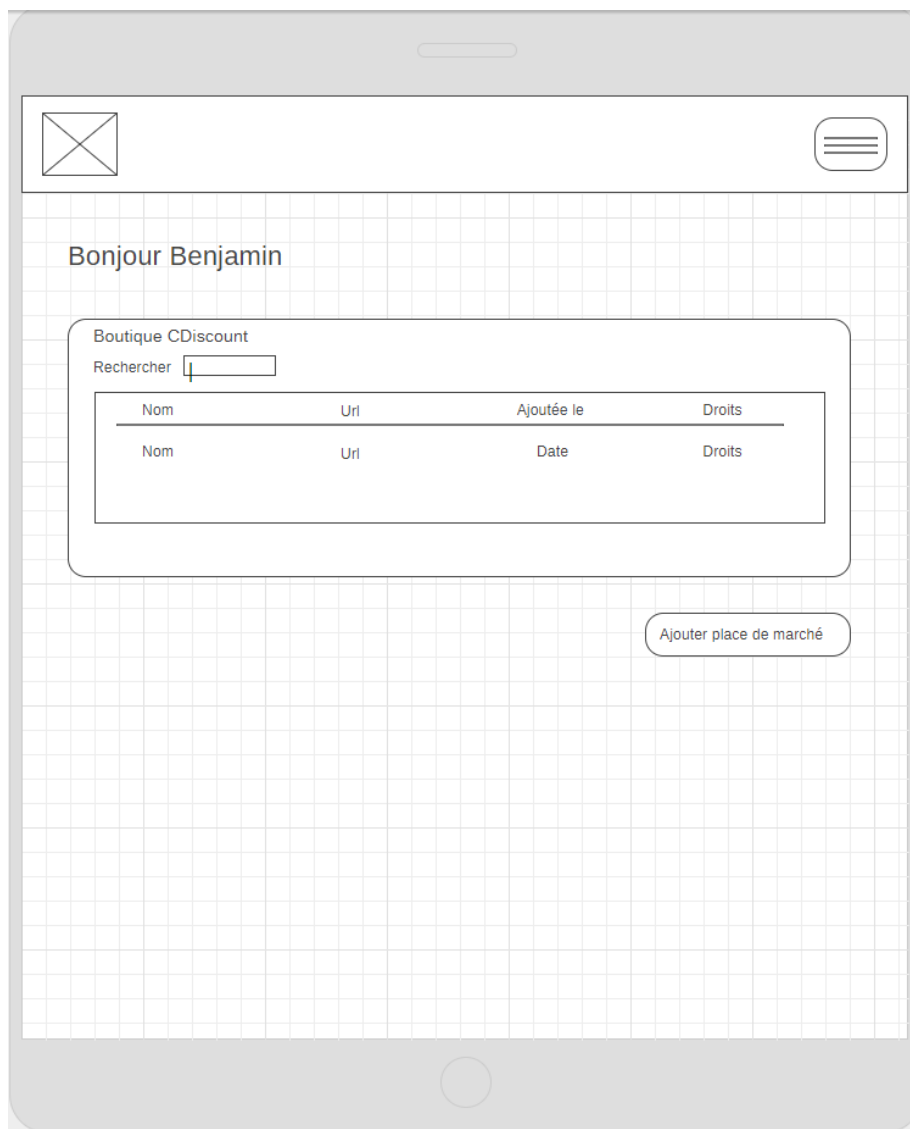 Bonjour Benjamin
Boutique CDiscount
Rechercher
Nom Url Ajoutée le Droits
Nom Url Date Droits
Ajouter place de marché